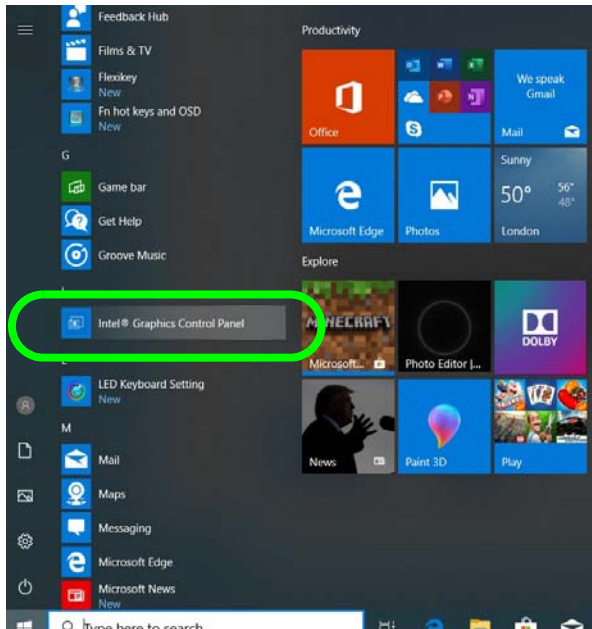 Feedback Hub
Films & TV
Flexikey
New
Fn hot keys and OSD
New
G
Game bar
Get Help
Groove Music
Intel® Graphics Control Panel
LED Keyboard Setting
New
M
Mail
Maps
Messaging
Microsoft Edge
Microsoft News
New
Type here to search
Productivity
Office
We speak
Gmail
Mail
Microsoft Edge
Photos
Sunny
50°
56°
48°
London
Explore
MINECRAFT
Microsoft...
Photo Editor |...
DOLBY
News
Paint 3D
Play